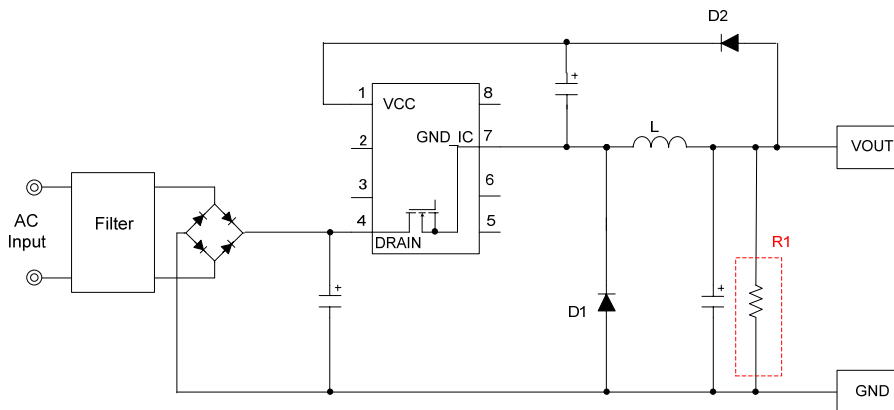 D2
1
VCC
8
+
GND_IC
7
L
VOUT
2
3
6
AC
Input
Filter
4
DRAIN
5
R1
+
D1
+
GND